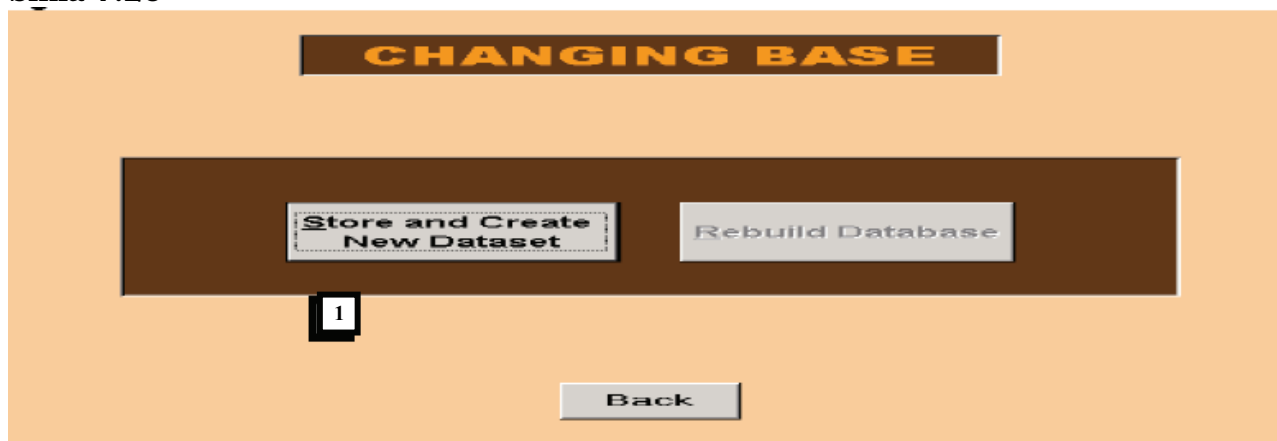 CHANGING BASE
Store and Create
New Dataset
Rebuild Database
1
Back